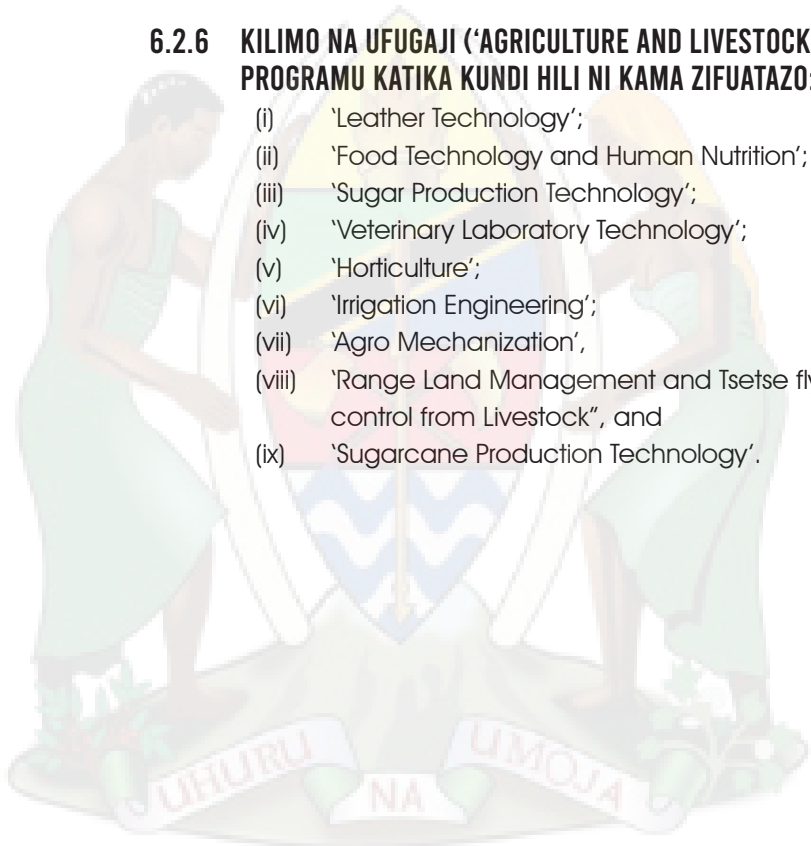 6.2.6 KILIMO NA UFUGAJI (‘AGRICULTURE AND LIVESTOCK
PROGRAMU KATIKA KUNDI HILI NI KAMA ZIFUATAZO:
(i) ‘Leather Technology’;
(ii) ‘Food Technology and Human Nutrition’;
(iii) ‘Sugar Production Technology’;
(iv) ‘Veterinary Laboratory Technology’;
(v) ‘Horticulture’;
(vi) ‘Irrigation Engineering’;
(vii) ‘Agro Mechanization’,
(viii) ‘Range Land Management and Tsetse fly
control from Livestock”, and
(ix) ‘Sugarcane Production Technology’.
UHURU NA UMOJA